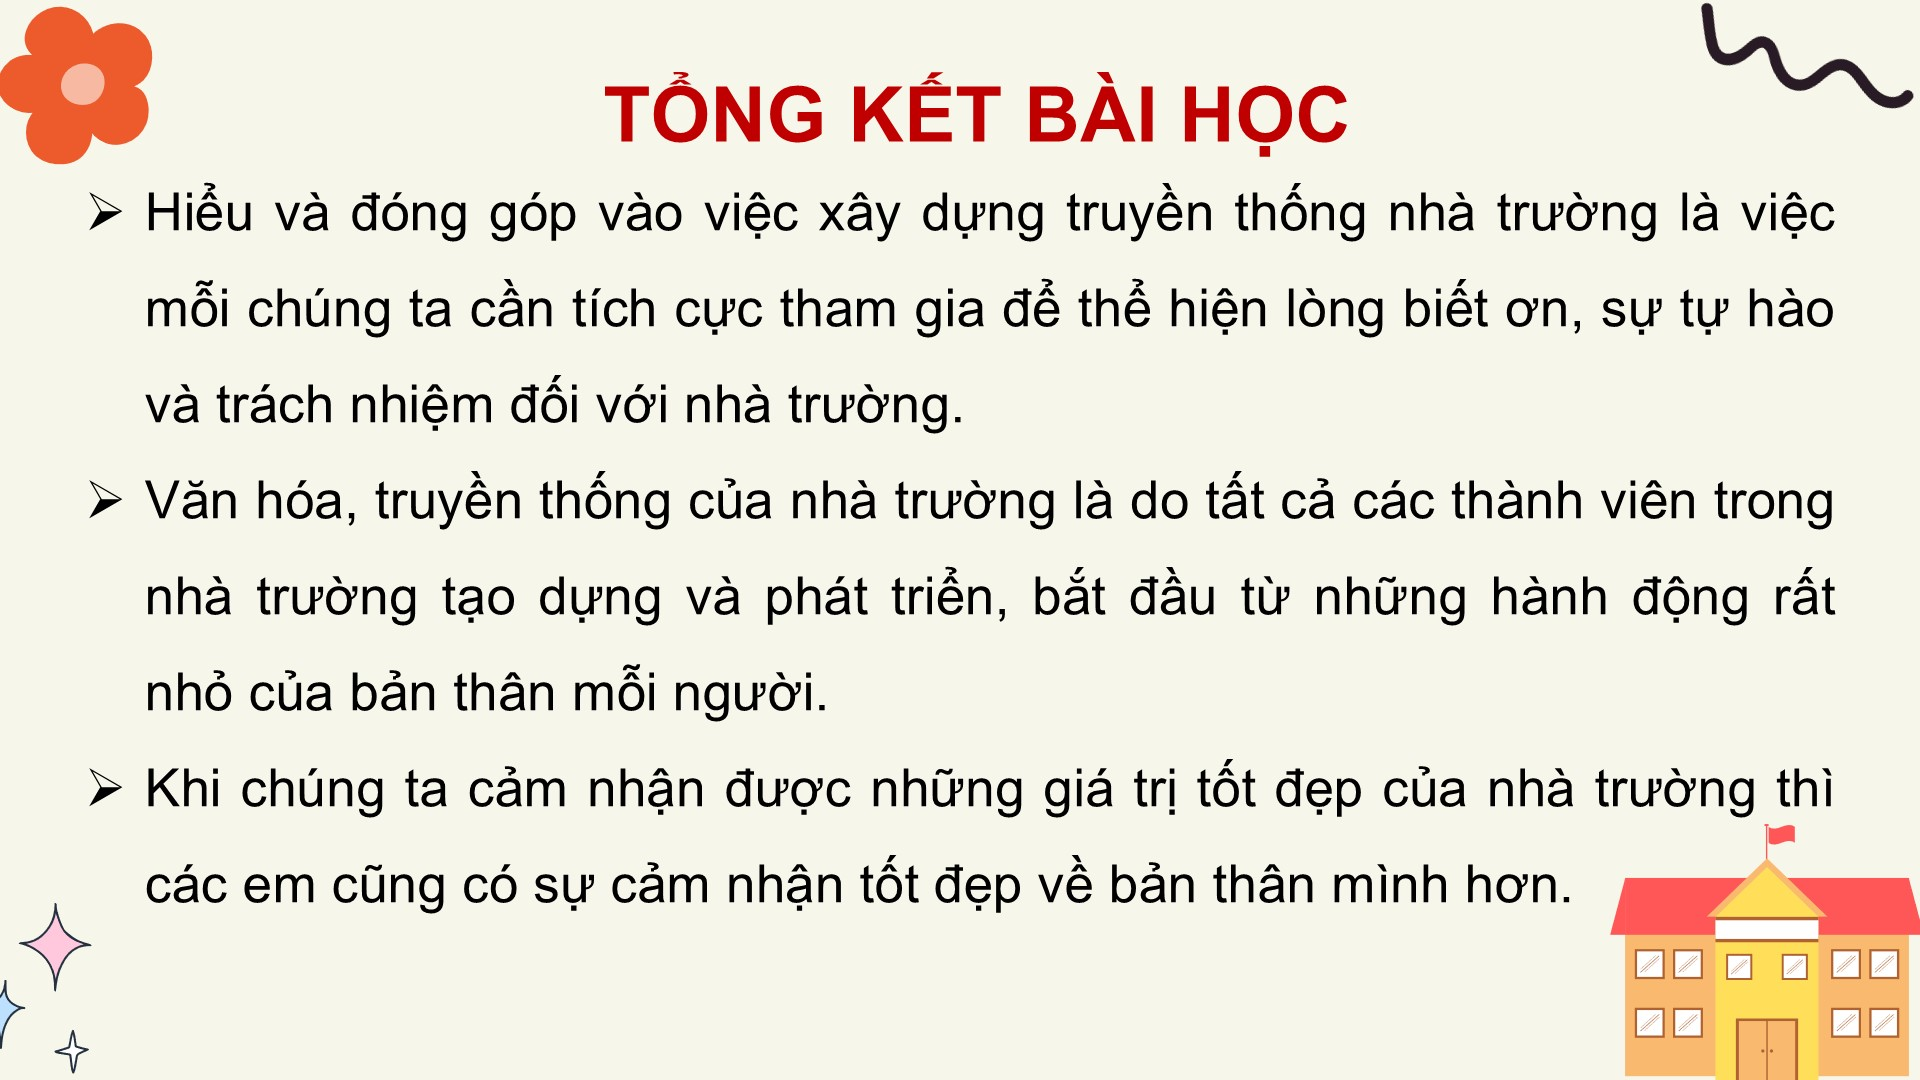 TỔNG KẾT BÀI HỌC
➢ Hiểu và đóng góp vào việc xây dựng truyền thống nhà trường là việc
mỗi chúng ta cần tích cực tham gia để thể hiện lòng biết ơn, sự tự hào
và trách nhiệm đối với nhà trường.
➢ Văn hóa, truyền thống của nhà trường là do tất cả các thành viên trong
nhà trường tạo dựng và phát triển, bắt đầu từ những hành động rất
nhỏ của bản thân mỗi người.
➢ Khi chúng ta cảm nhận được những giá trị tốt đẹp của nhà trường thì
các em cũng có sự cảm nhận tốt đẹp về bản thân mình hơn.